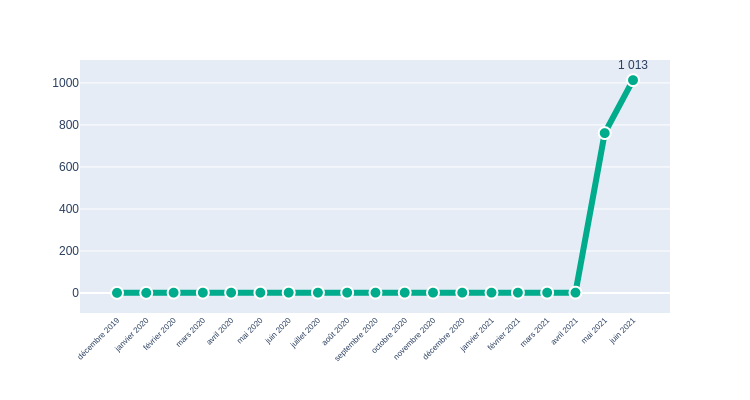 1 013
1000
800
600
400
200
0
décembre 2019
janvier 2020
février 2020
mars 2020
avril 2020
mai 2020
juin 2020
juillet 2020
août 2020
septembre 2020
octobre 2020
novembre 2020
décembre 2020
janvier 2021
février 2021
mars 2021
avril 2021
mai 2021
juin 2021